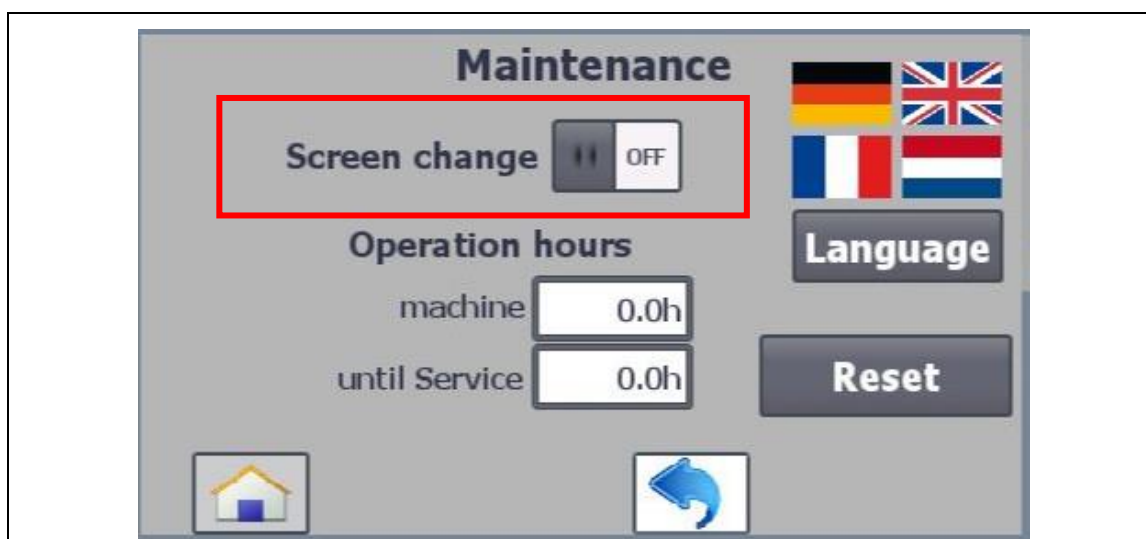 Maintenance
Screen change OFF
Operation hours
Language
machine 0.0h
until Service 0.0h
Reset